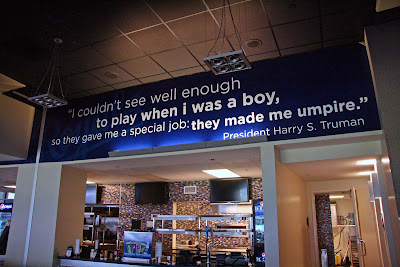 "I couldn't see well enough
to play when i was a boy,
so they gave me a special job: they made me umpire."
President Harry S. Truman